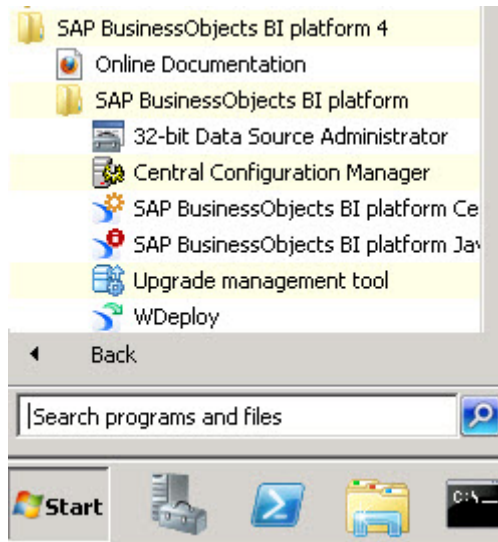 SAP BusinessObjects BI platform 4
Online Documentation
SAP BusinessObjects BI platform
32-bit Data Source Administrator
Central Configuration Manager
SAP BusinessObjects BI platform Ce
SAP BusinessObjects BI platform Jav
Upgrade management tool
WDeploy
Back
Search programs and files
Start
C:\